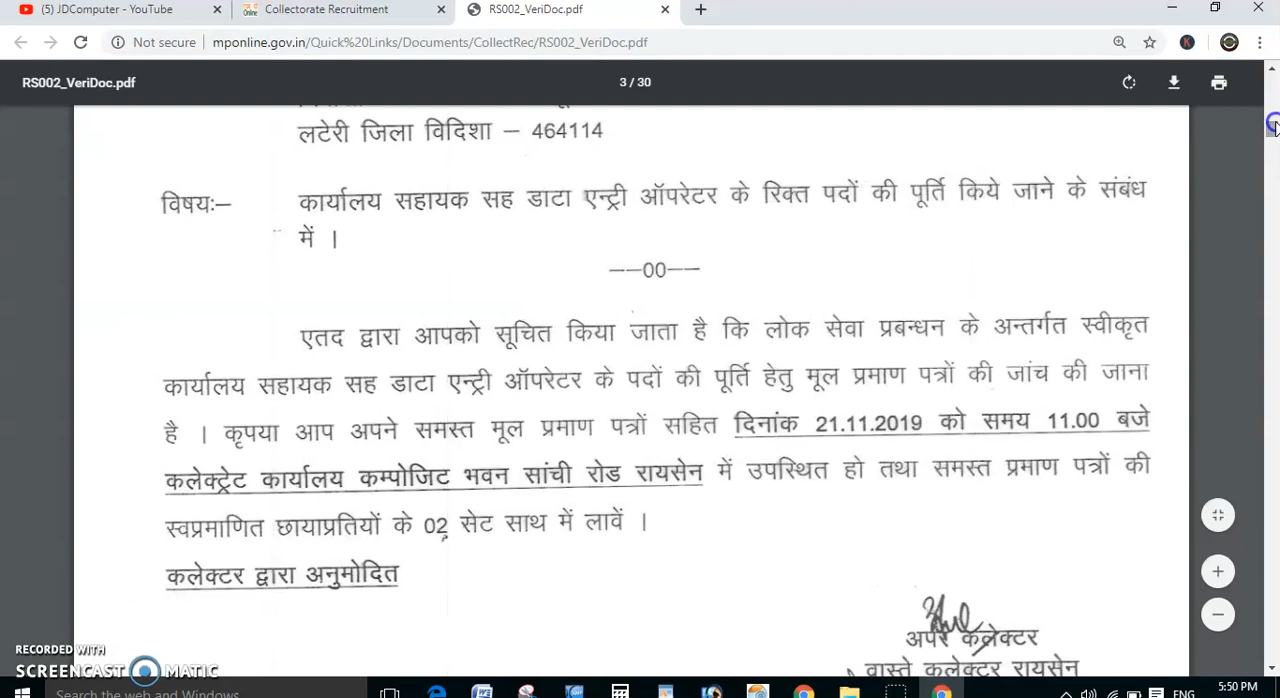 (5) JDComputer - YouTube
Collectorate Recruitment
RS002_VeriDoc.pdf
Not secure
mponline.gov.in/Quick%20Links/Documents/CollectRec/RS002_VeriDoc.pdf
RS002_VeriDoc.pdf
3 / 30
लटेरी जिला विदिशा – 464114
विषयः–
कार्यालय सहायक सह डाटा एन्ट्री ऑपरेटर के रिक्त पदों की पूर्ति किये जाने के संबंध
में ।
––00––
एतद द्वारा आपको सूचित किया जाता है कि लोक सेवा प्रबन्धन के अन्तर्गत स्वीकृत
कार्यालय सहायक सह डाटा एन्ट्री ऑपरेटर के पदों की पूर्ति हेतु मूल प्रमाण पत्रों की जांच की जाना
है । कृपया आप अपने समस्त मूल प्रमाण पत्रों सहित दिनांक 21.11.2019 को समय 11.00 बजे
कलेक्ट्रेट कार्यालय कम्पोजिट भवन सांची रोड रायसेन में उपस्थित हो तथा समस्त प्रमाण पत्रों की
स्वप्रमाणित छायाप्रतियों के 02 सेट साथ में लावें ।
कलेक्टर द्वारा अनुमोदित
अपर कलेक्टर
वास्ते कलेक्टर रायसेन
RECORDED WITH
SCREENCAST MATIC
Search the web and Windows
ENG
5:50 PM